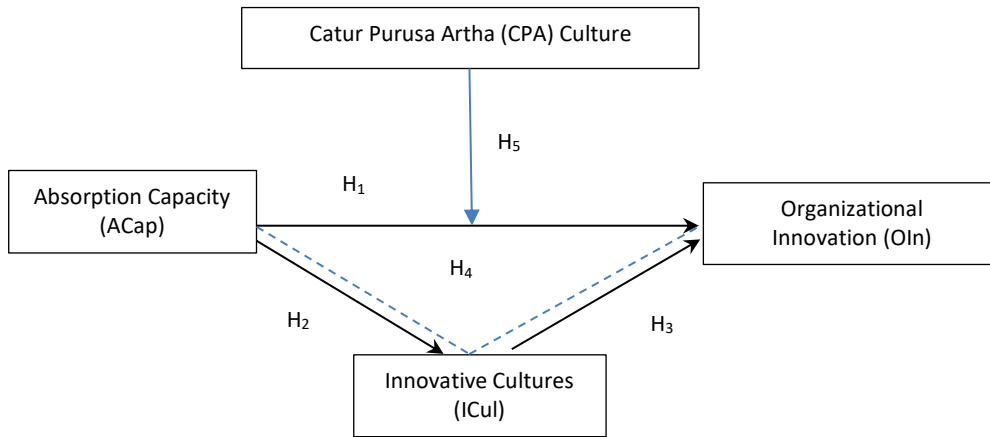 Catur Purusa Artha (CPA) Culture
H₅
H₁
Absorption Capacity
(ACap)
Organizational
Innovation (OIn)
H₄
H₂
H₃
Innovative Cultures
(ICul)